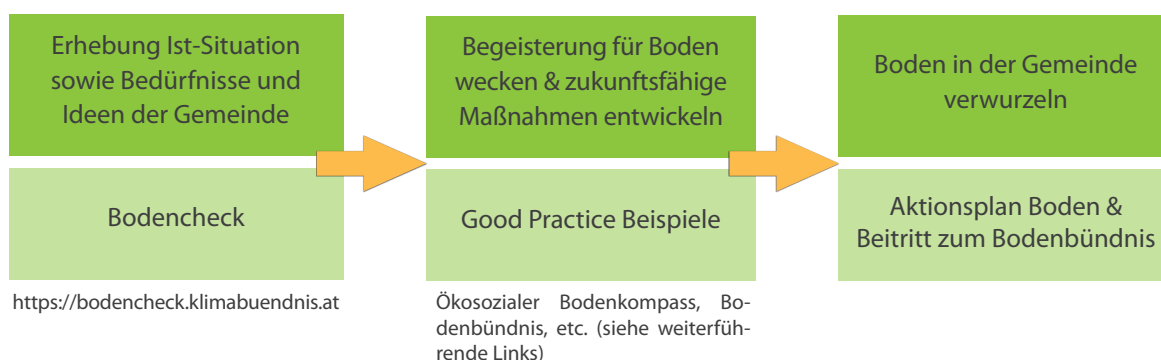 Erhebung Ist-Situation
sowie Bedürfnisse und
Ideen der Gemeinde
Bodencheck
https://bodencheck.klimabuendnis.at
Begeisterung für Boden
wecken & zukunftsfähige
Maßnahmen entwickeln
Good Practice Beispiele
Ökosozialer Bodenkompass, Bo-
denbündnis, etc. (siehe weiterfüh-
rende Links)
Boden in der Gemeinde
verwurzeln
Aktionsplan Boden &
Beitritt zum Bodenbündnis